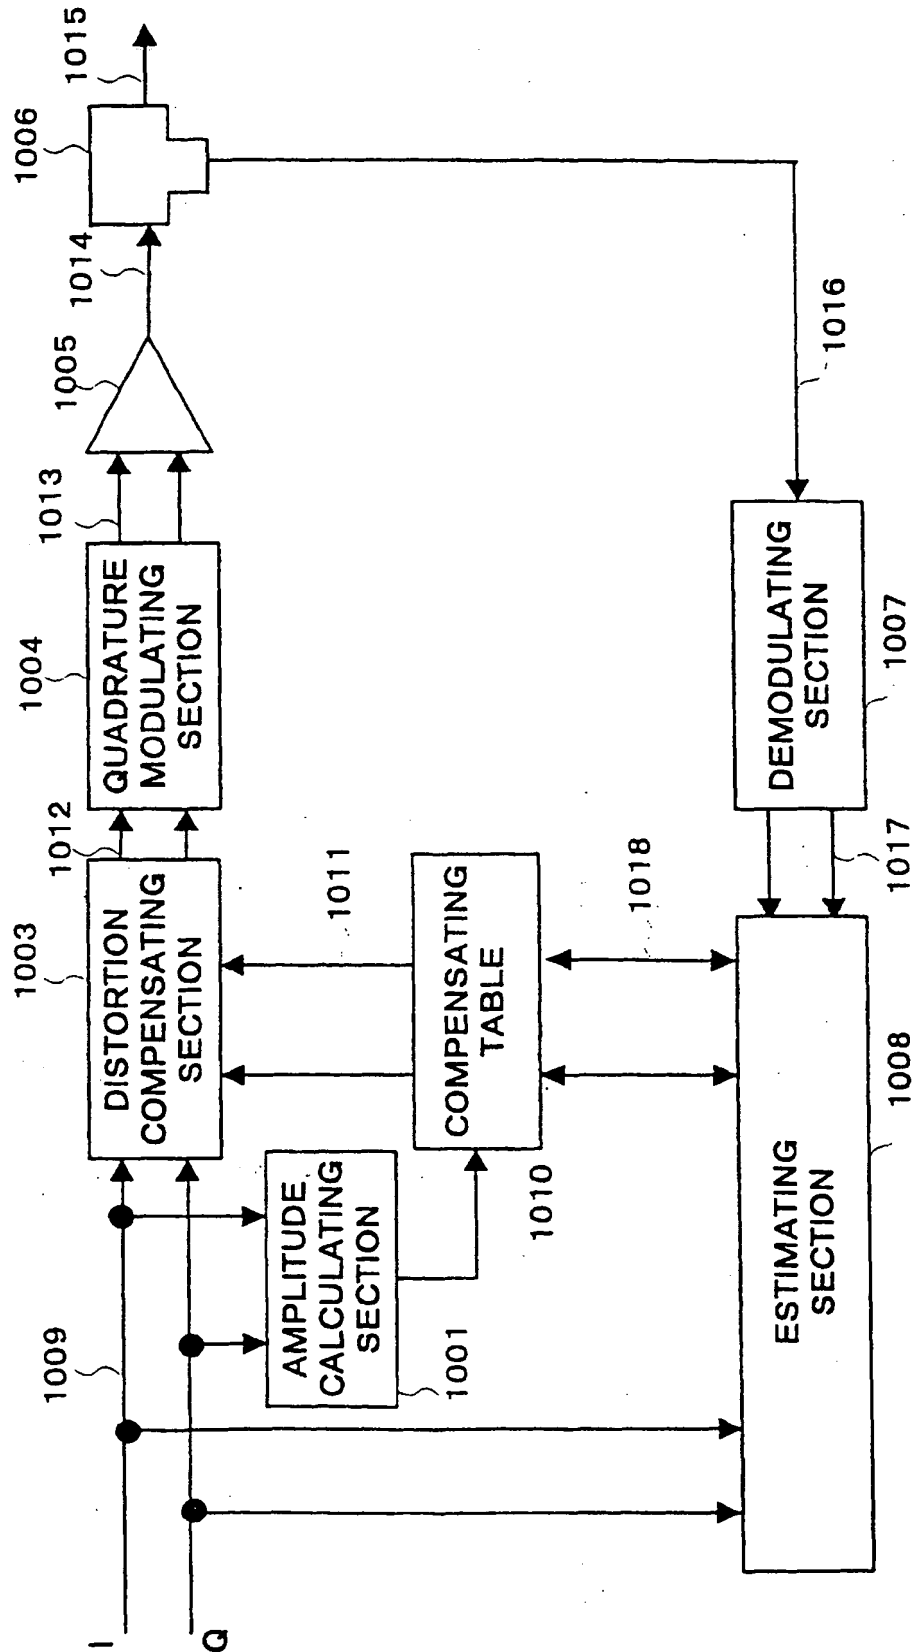 I
Q
1009
1003
DISTORTION
COMPENSATING
SECTION
1012
1004
QUADRATURE
MODULATING
SECTION
1013
1005
1014
1006
1015
AMPLITUDE
CALCULATING
SECTION
1001
1011
COMPENSATING
TABLE
1010
1018
1016
ESTIMATING
SECTION
1008
1017
DEMODULATING
SECTION
1007